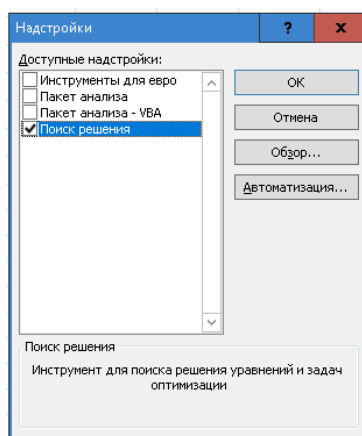 Надстройки ? x
Доступные надстройки:
Инструменты для евро
Пакет анализа
Пакет анализа - VBA
Поиск решения
ОК
Отмена
Обзор...
Автоматизация...
Поиск решения
Инструмент для поиска решения уравнений и задач
оптимизации